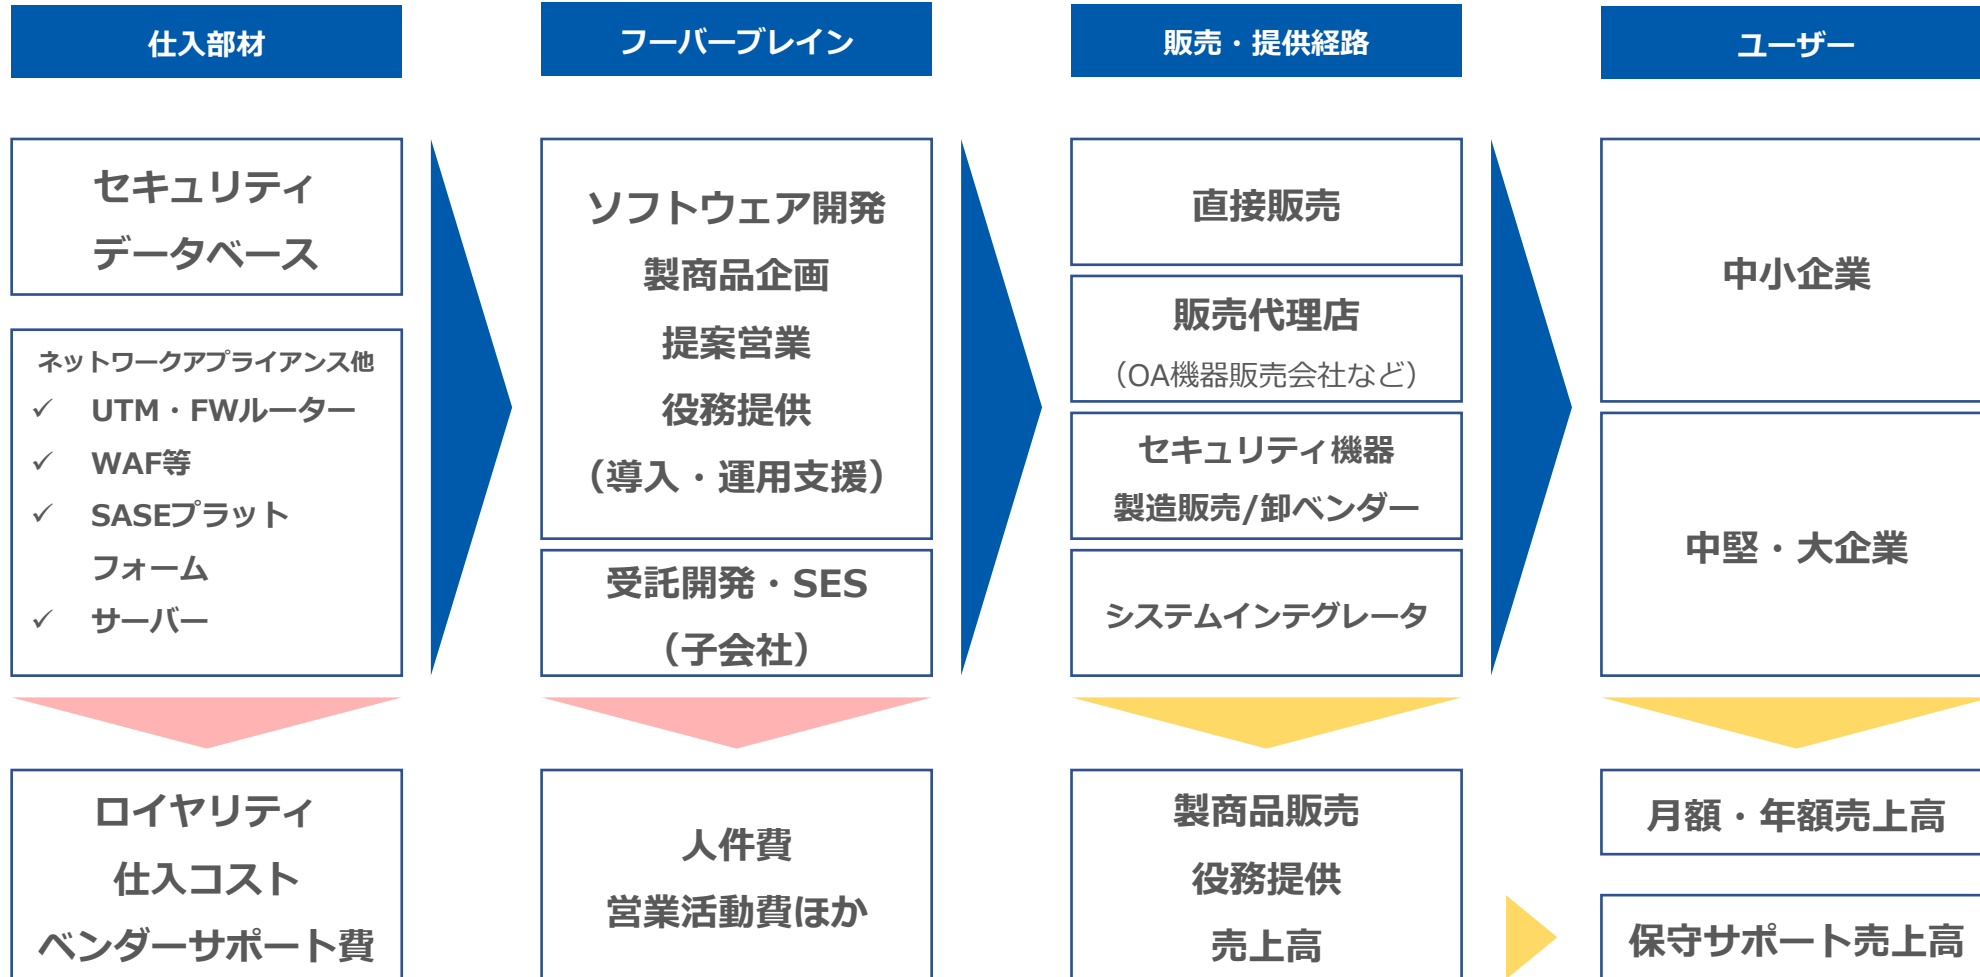 仕入部材
フーバーブレイン
販売・提供経路
ユーザー
セキュリティ
データベース
ネットワークアプライアンス他
✓ UTM・FWルーター
✓ WAF等
✓ SASEプラット
フォーム
✓ サーバー
ソフトウェア開発
製商品企画
提案営業
役務提供
（導入・運用支援）
受託開発・SES
（子会社）
直接販売
販売代理店
（OA機器販売会社など）
セキュリティ機器
製造販売/卸ベンダー
システムインテグレータ
中小企業
中堅・大企業
ロイヤリティ
仕入コスト
ベンダーサポート費
人件費
営業活動費ほか
製商品販売
役務提供
売上高
月額・年額売上高
保守サポート売上高